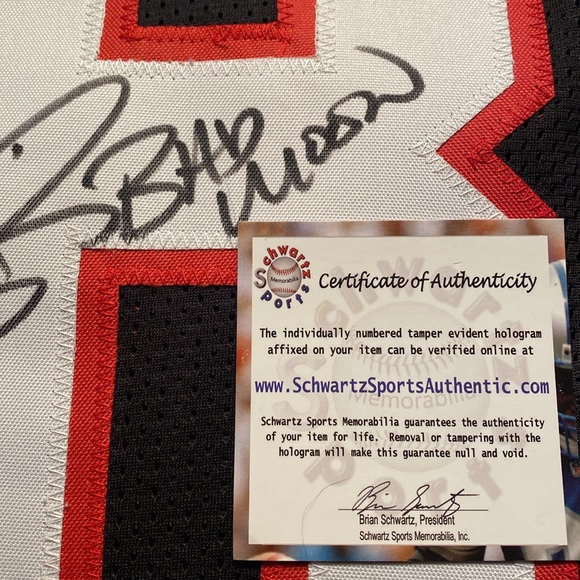 BAD
MOON
Schwartz
Memorabilia
Sports
Certificate of Authenticity
The individually numbered tamper evident hologram
affixed on your item can be verified online at
www.SchwartzSportsAuthentic.com
Schwartz Sports Memorabilia guarantees the authenticity
of your item for life. Removal or tampering with the
hologram will make this guarantee null and void.
Brian Schwartz, President
Schwartz Sports Memorabilia, Inc.